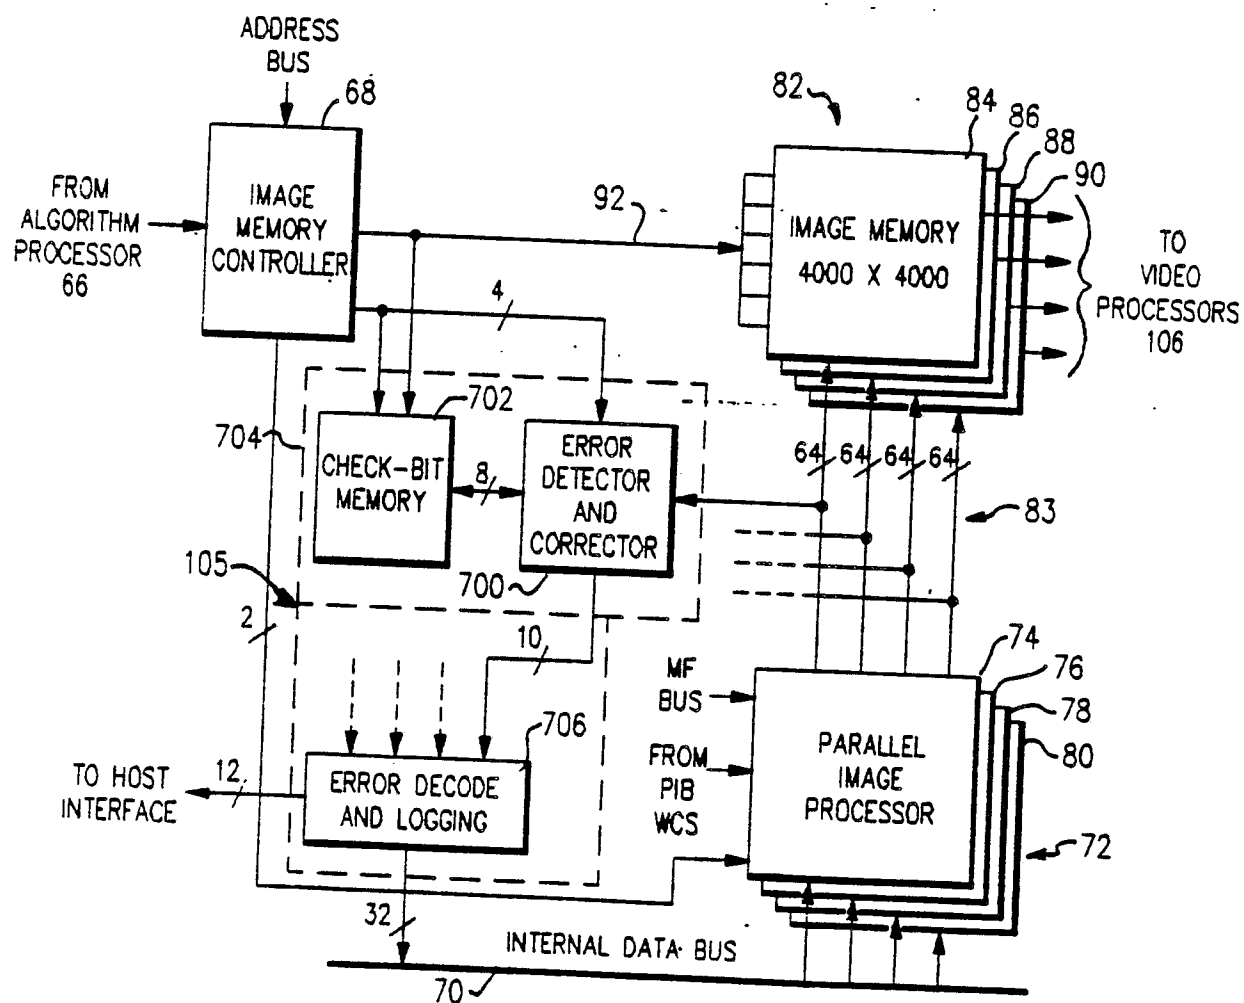 ADDRESS
BUS
68
82
84
86
88
90
FROM
ALGORITHM
PROCESSOR
66
IMAGE
MEMORY
CONTROLLER
92
IMAGE MEMORY
4000 X 4000
TO
VIDEO
PROCESSORS
106
4
704
702
CHECK-BIT
MEMORY
8
ERROR
DETECTOR
AND
CORRECTOR
700
64
64
64
64
83
105
2
10
MF
BUS
FROM
PIB
WCS
74
76
78
80
PARALLEL
IMAGE
PROCESSOR
72
706
TO HOST
INTERFACE
12
ERROR DECODE
AND LOGGING
32
INTERNAL DATA BUS
70